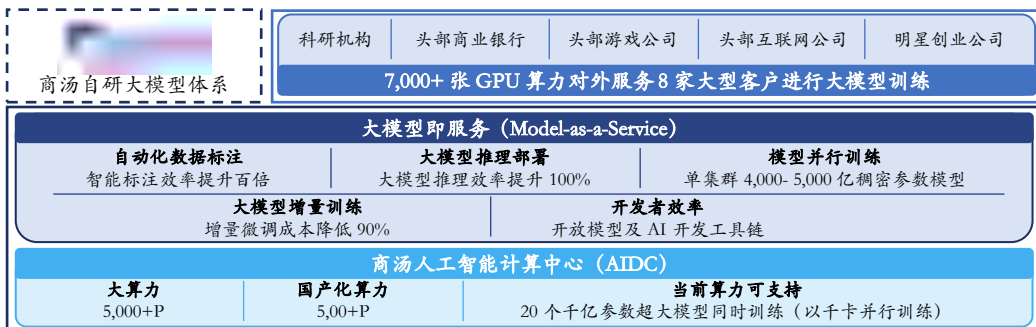 商汤自研大模型体系
科研机构 头部商业银行 头部游戏公司 头部互联网公司 明星创业公司
7,000+ 张 GPU 算力对外服务 8 家大型客户进行大模型训练
大模型即服务（Model-as-a-Service）
自动化数据标注 大模型推理部署 模型并行训练
智能标注效率提升百倍 大模型推理效率提升 100% 单集群 4,000- 5,000 亿稠密参数模型
大模型增量训练 开发者效率
增量微调成本降低 90% 开放模型及 AI 开发工具链
商汤人工智能计算中心（AIDC）
大算力 国产化算力 当前算力可支持
5,000+P 5,00+P 20 个千亿参数超大模型同时训练（以千卡并行训练）